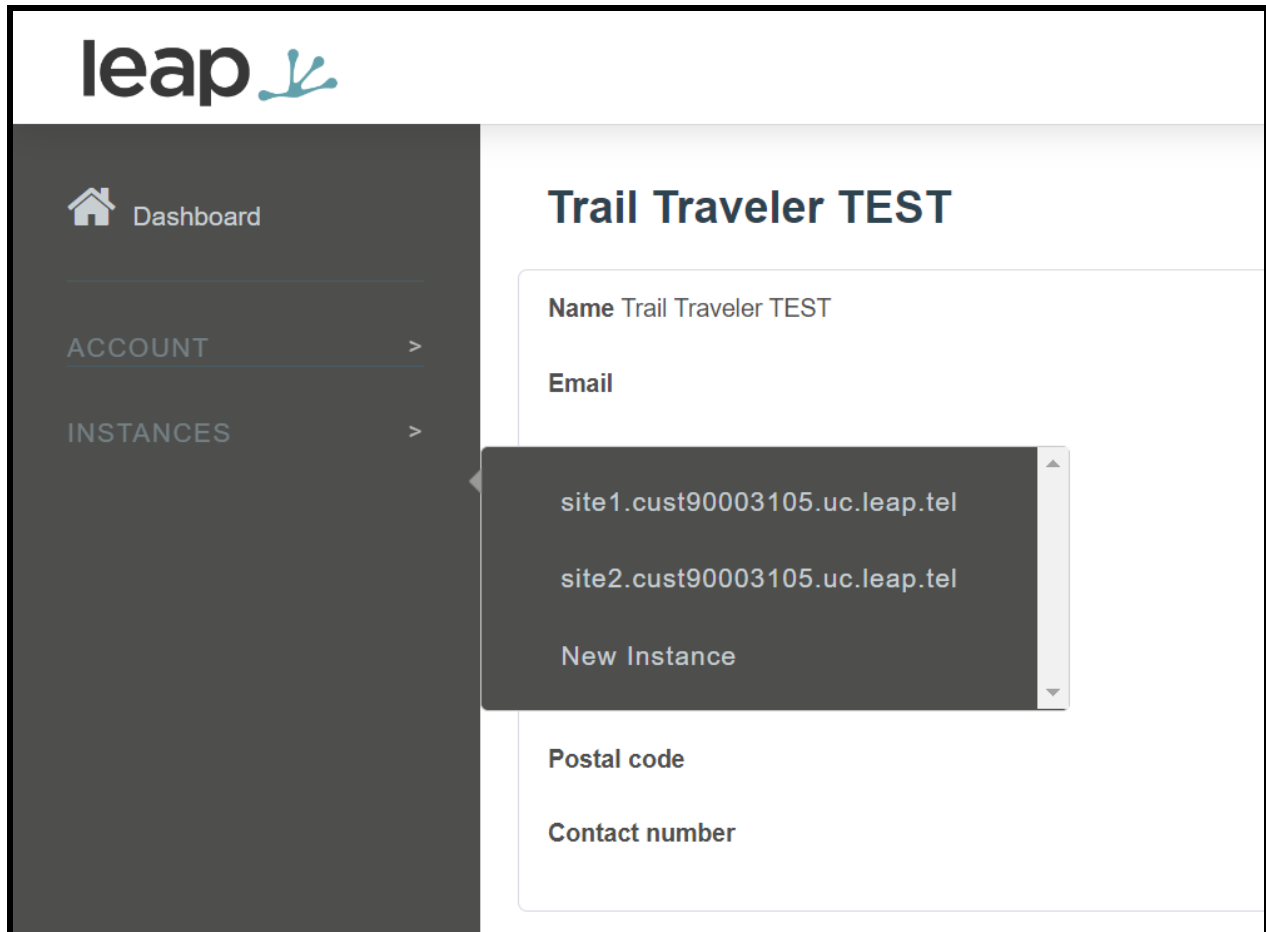 leap
Dashboard
ACCOUNT >
INSTANCES >
Trail Traveler TEST
Name Trail Traveler TEST
Email
site1.cust90003105.uc.leap.tel
site2.cust90003105.uc.leap.tel
New Instance
Postal code
Contact number